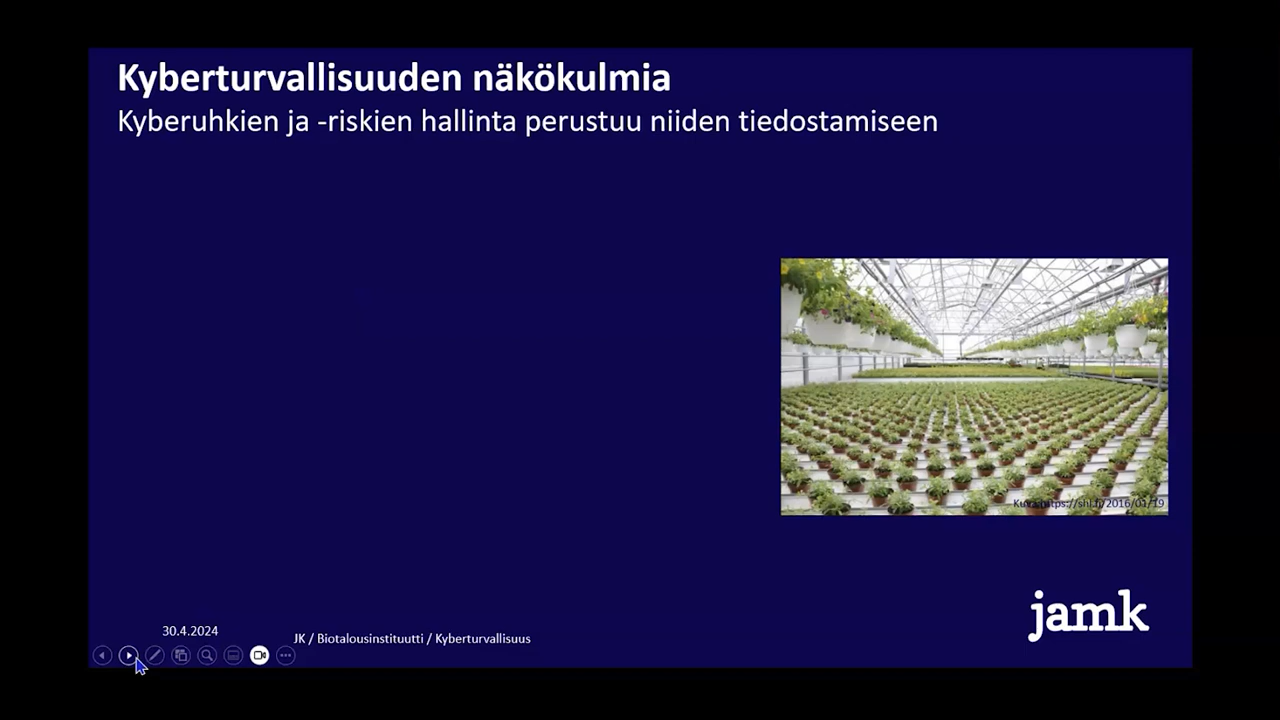 Kyberturvallisuuden näkökulmia
Kyberuhkien ja -riskien hallinta perustuu niiden tiedostamiseen
https://shl.fi/2016/01/19
30.4.2024
JK / Biotalousinstituutti / Kyberturvallisuus
jamk